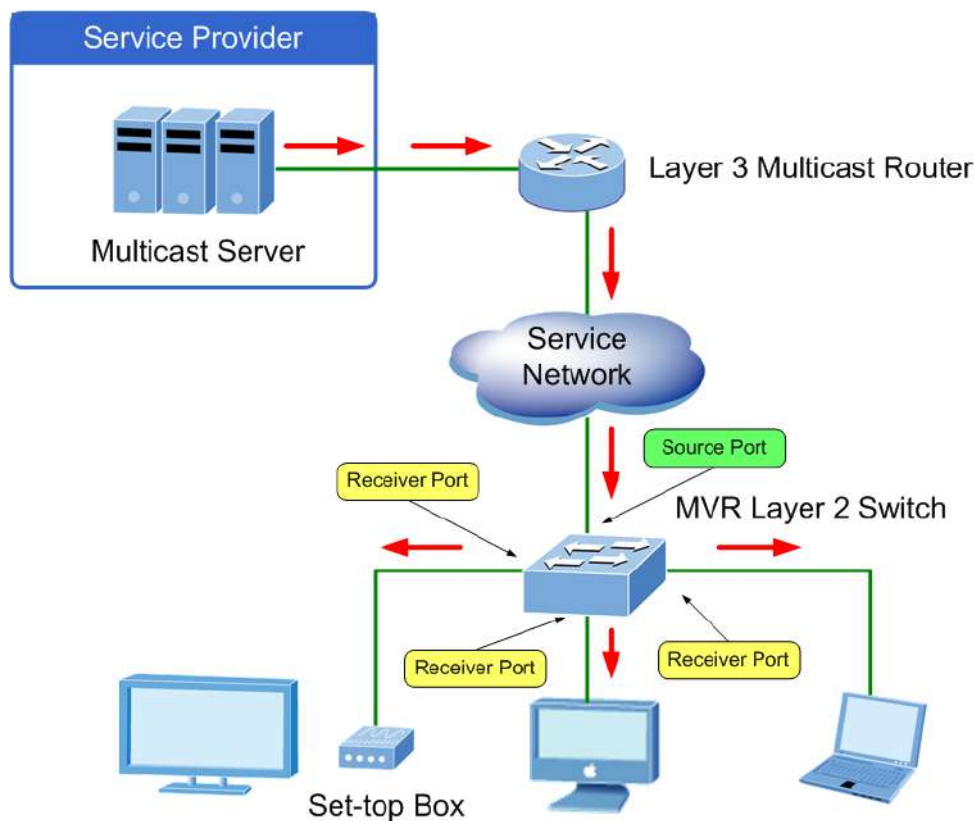 Service Provider
Multicast Server
Layer 3 Multicast Router
Service
Network
Source Port
Receiver Port
MVR Layer 2 Switch
Receiver Port
Receiver Port
Set-top Box